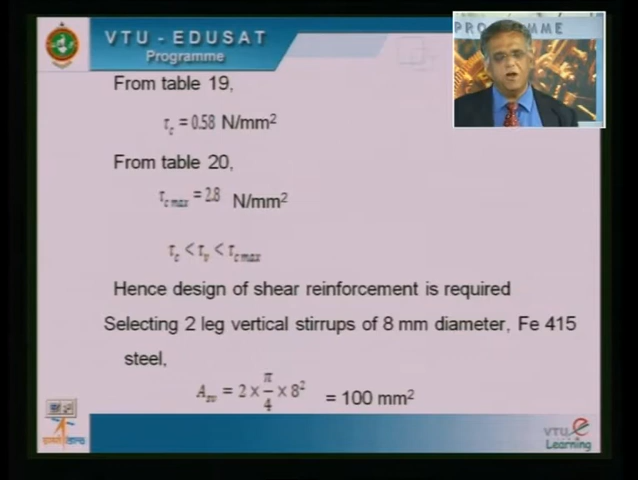 VTU - EDUSAT
Programme
PROGRAMME
From table 19,
τc = 0.58 N/mm²
From table 20,
τc max = 2.8 N/mm²
τc < τv < τc max
Hence design of shear reinforcement is required
Selecting 2 leg vertical stirrups of 8 mm diameter, Fe 415
steel,
Asv = 2 × π/4 × 8² = 100 mm²
VTU e
Learning